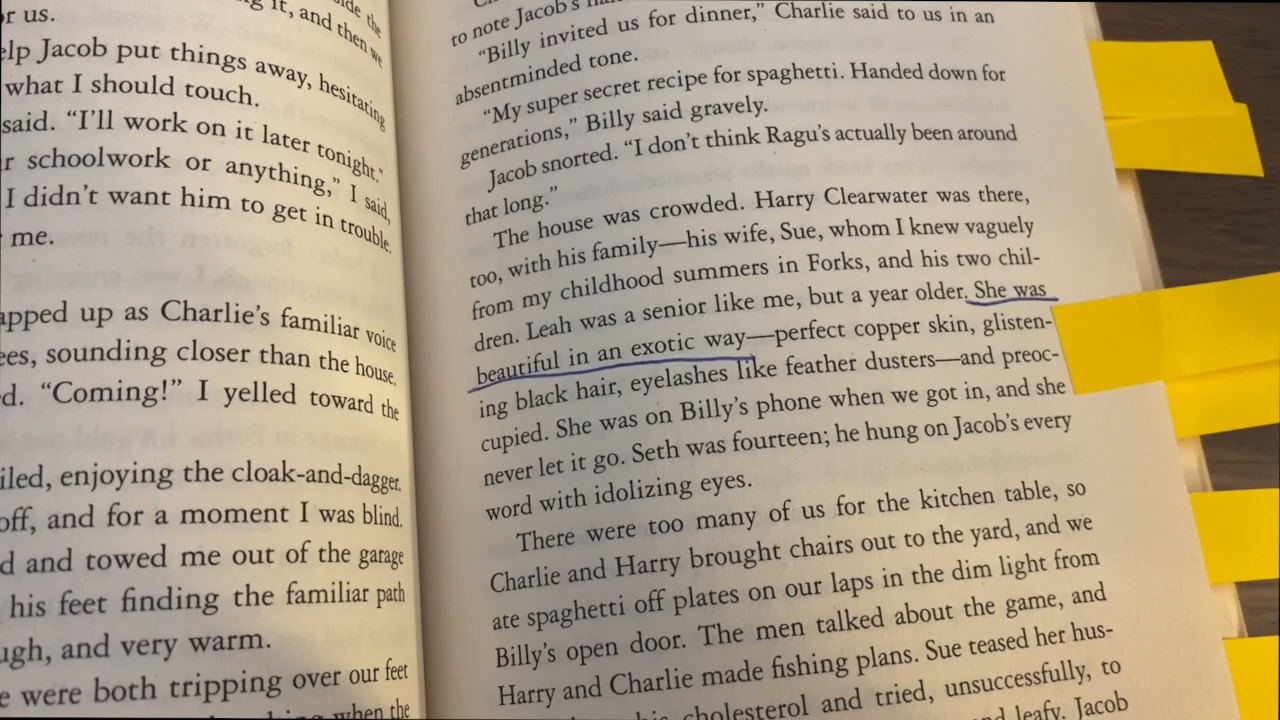 r us.
it, and then we
elp Jacob put things away, hesitating
what I should touch.
said. “I’ll work on it later tonight.”
r schoolwork or anything,” I said,
I didn’t want him to get in trouble
me.
apped up as Charlie’s familiar voice
ees, sounding closer than the house.
d. “Coming!” I yelled toward the
iled, enjoying the cloak-and-dagger.
off, and for a moment I was blind.
d and towed me out of the garage
his feet finding the familiar path
ugh, and very warm.
e were both tripping over our feet
when the
to note Jacob’s
“Billy invited us for dinner,” Charlie said to us in an
absentminded tone.
“My super secret recipe for spaghetti. Handed down for
generations,” Billy said gravely.
Jacob snorted. “I don’t think Ragu’s actually been around
that long.”
The house was crowded. Harry Clearwater was there,
too, with his family—his wife, Sue, whom I knew vaguely
from my childhood summers in Forks, and his two chil-
dren. Leah was a senior like me, but a year older. She was
beautiful in an exotic way—perfect copper skin, glisten-
ing black hair, eyelashes like feather dusters—and preoc-
cupied. She was on Billy’s phone when we got in, and she
never let it go. Seth was fourteen; he hung on Jacob’s every
word with idolizing eyes.
There were too many of us for the kitchen table, so
Charlie and Harry brought chairs out to the yard, and we
ate spaghetti off plates on our laps in the dim light from
Billy’s open door. The men talked about the game, and
Harry and Charlie made fishing plans. Sue teased her hus-
cholesterol and tried, unsuccessfully, to
leafy. Jacob